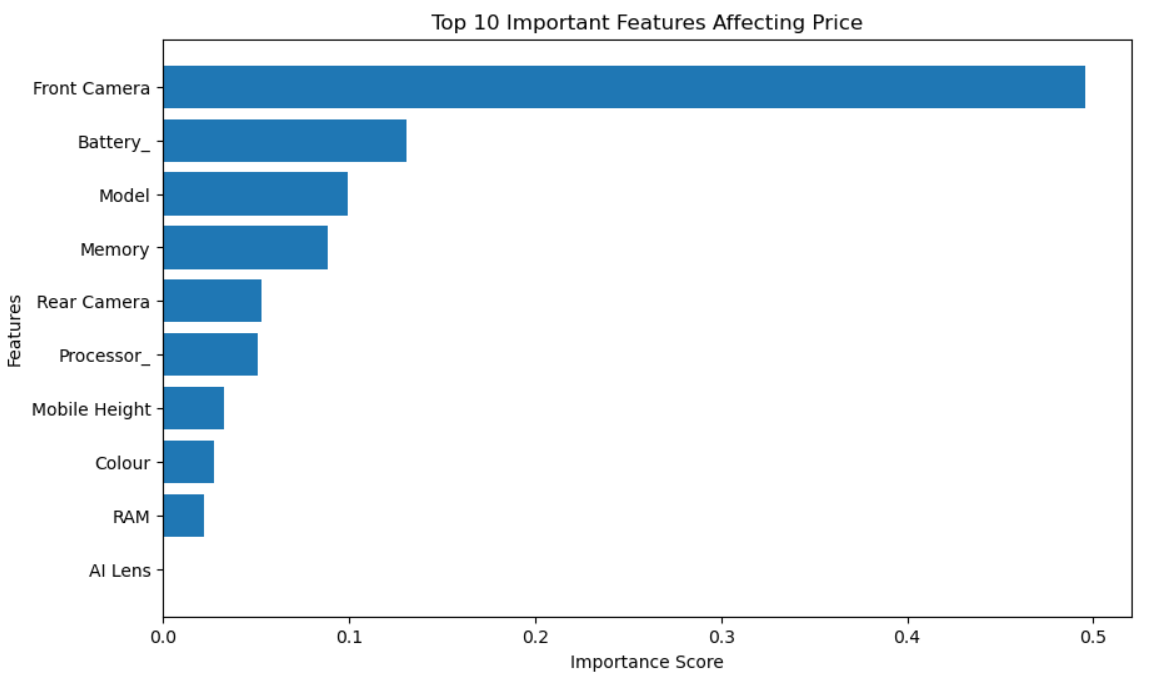 Top 10 Important Features Affecting Price
Front Camera
Battery_
Model
Memory
Rear Camera
Processor_
Mobile Height
Colour
RAM
AI Lens
Features
0.0 0.1 0.2 0.3 0.4 0.5
Importance Score